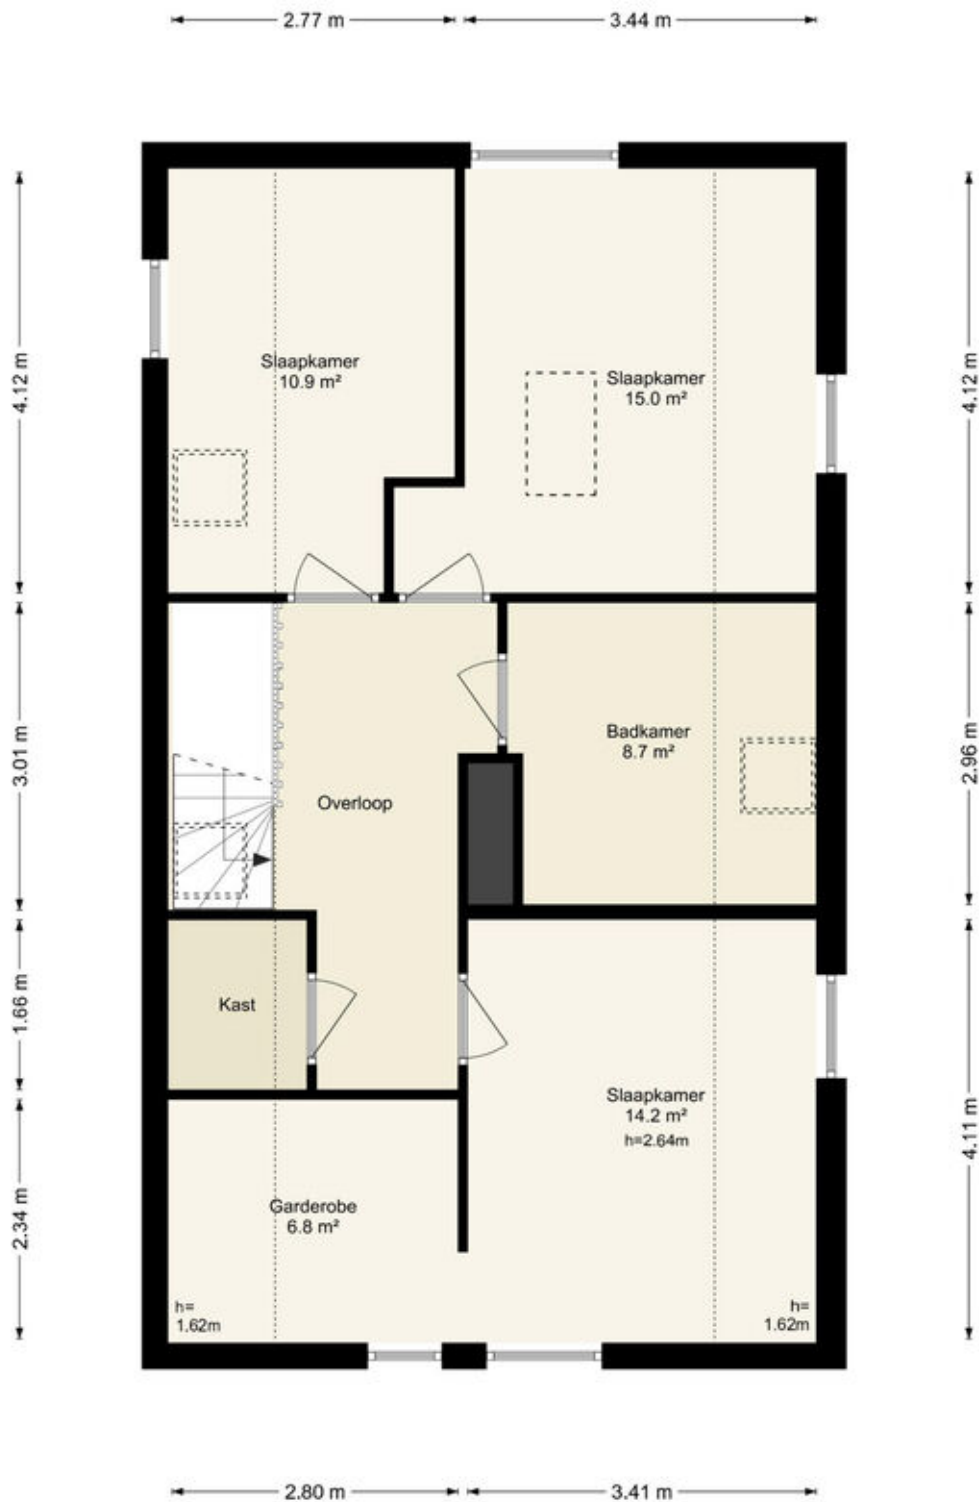 2.77 m
3.44 m
4.12 m
4.12 m
Slaapkamer
10.9 m²
Slaapkamer
15.0 m²
3.01 m
2.96 m
Badkamer
8.7 m²
Overloop
1.66 m
Kast
4.11 m
Slaapkamer
14.2 m²
h=2.64m
2.34 m
Garderobe
6.8 m²
h=
1.62m
h=
1.62m
2.80 m
3.41 m